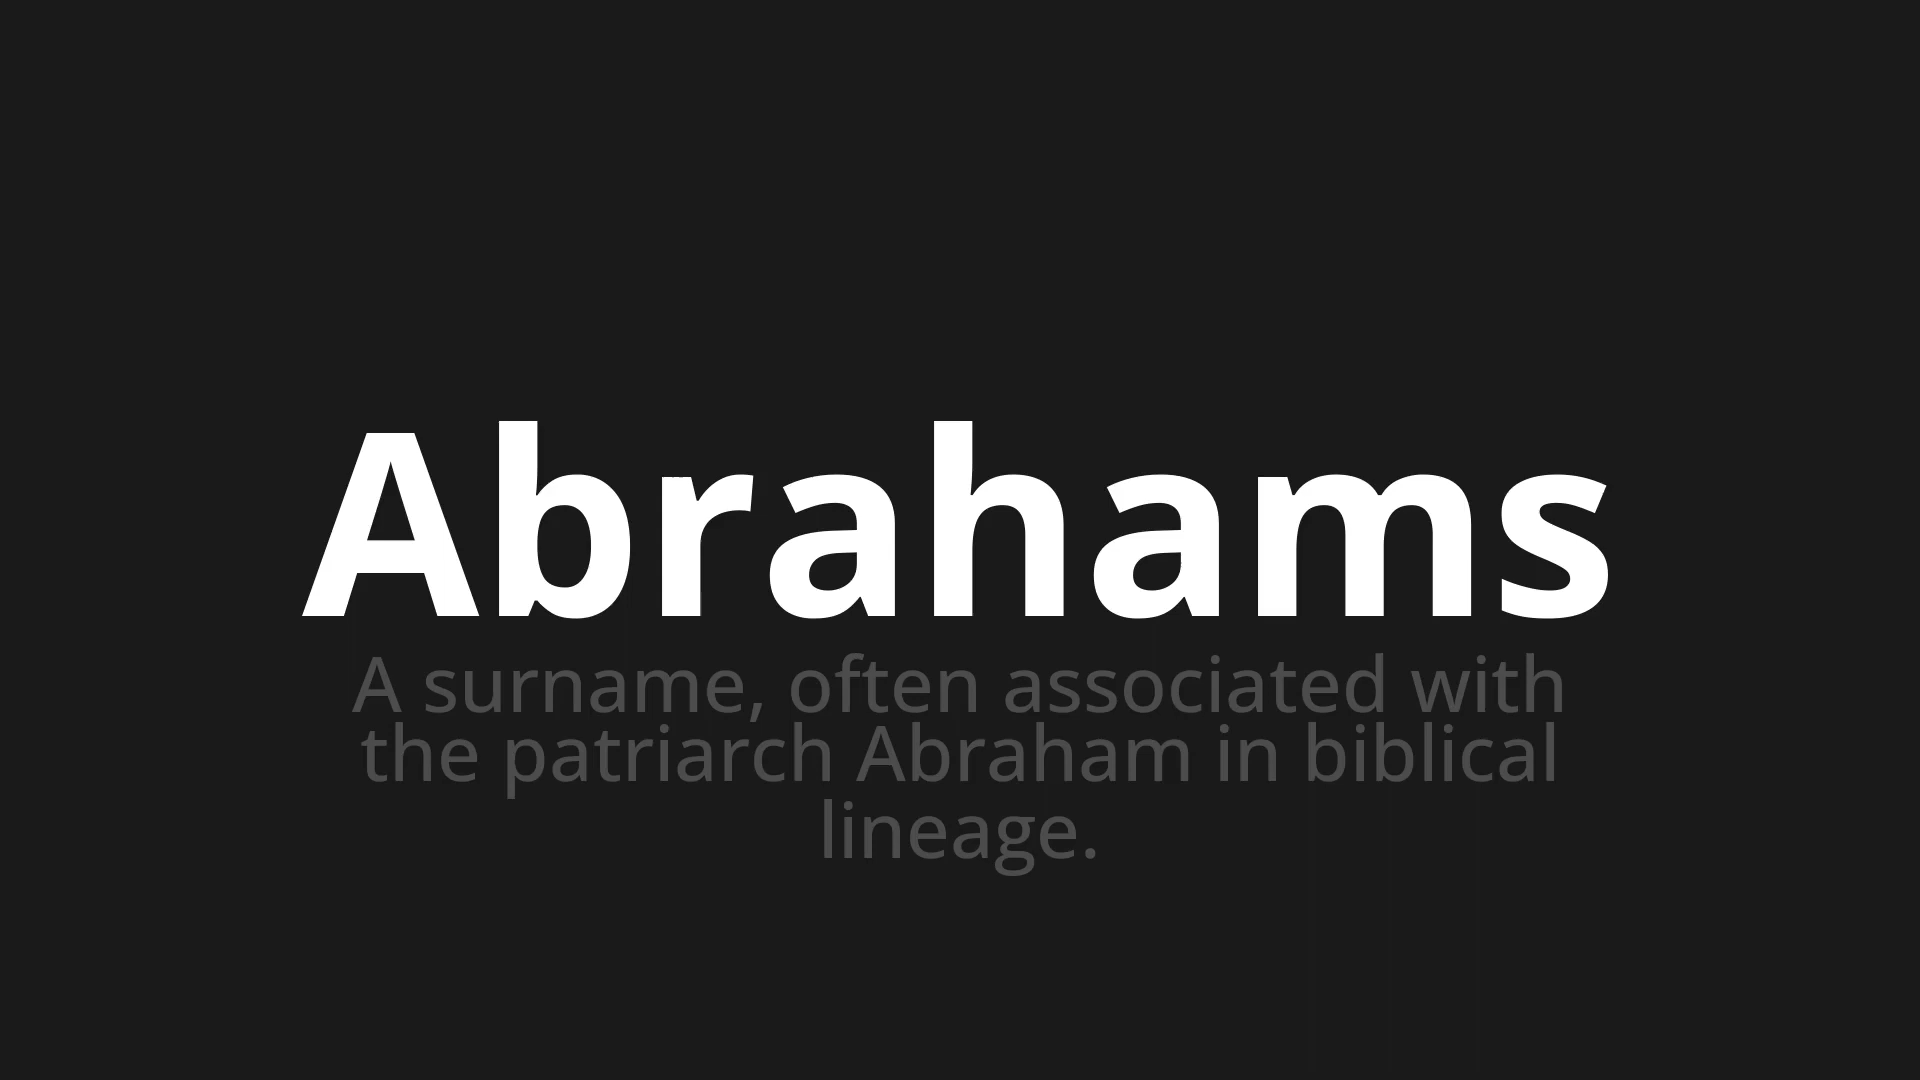 Abrahams
A surname, often associated with
the patriarch Abraham in biblical
lineage.